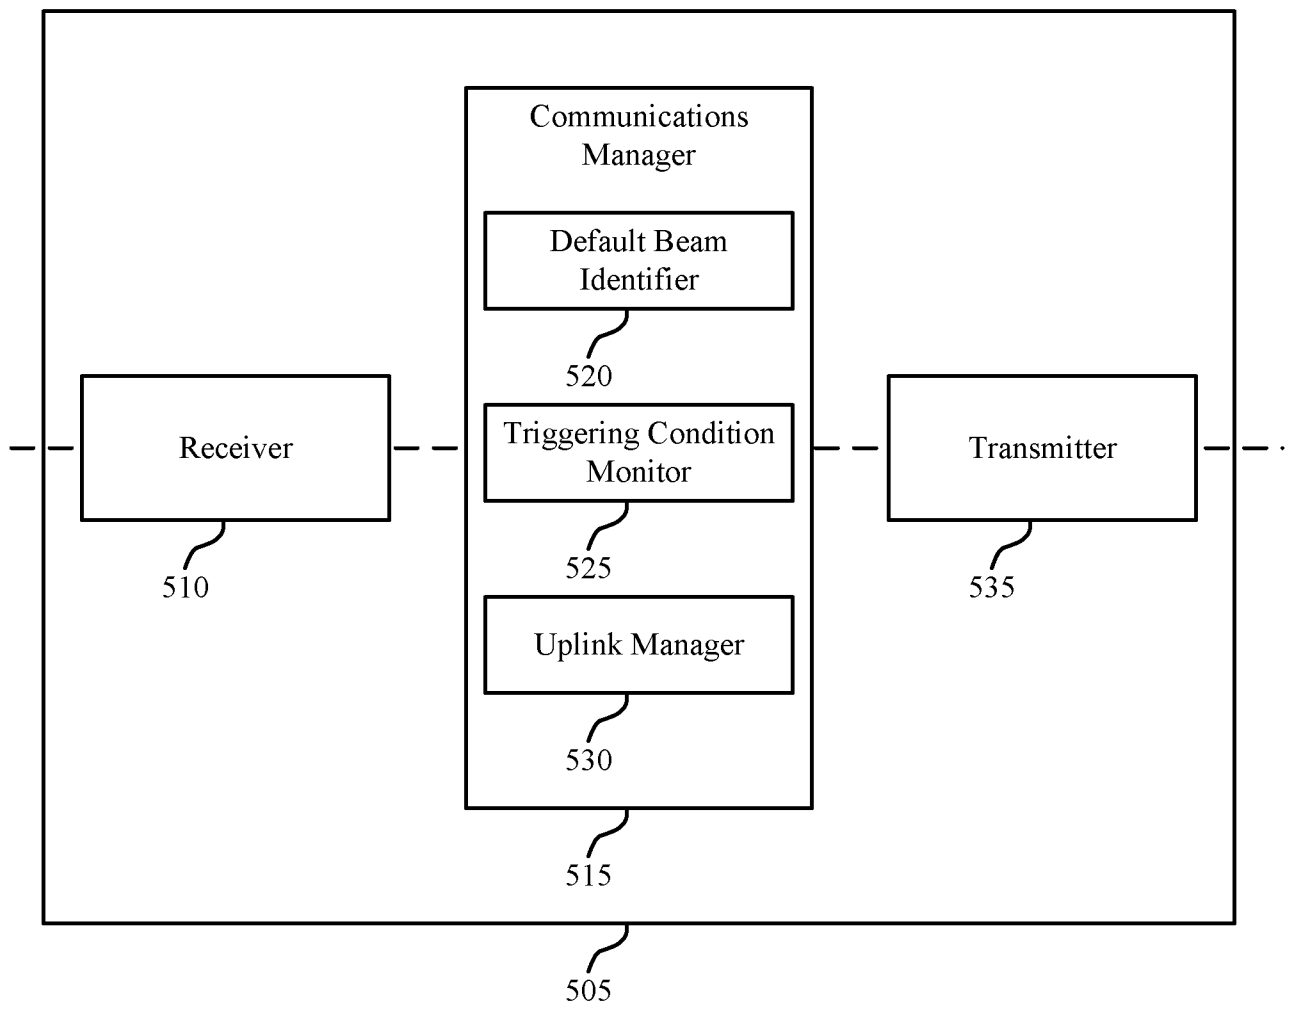 Communications
Manager
Default Beam
Identifier
520
Receiver
510
Triggering Condition
Monitor
525
Transmitter
535
Uplink Manager
530
515
505